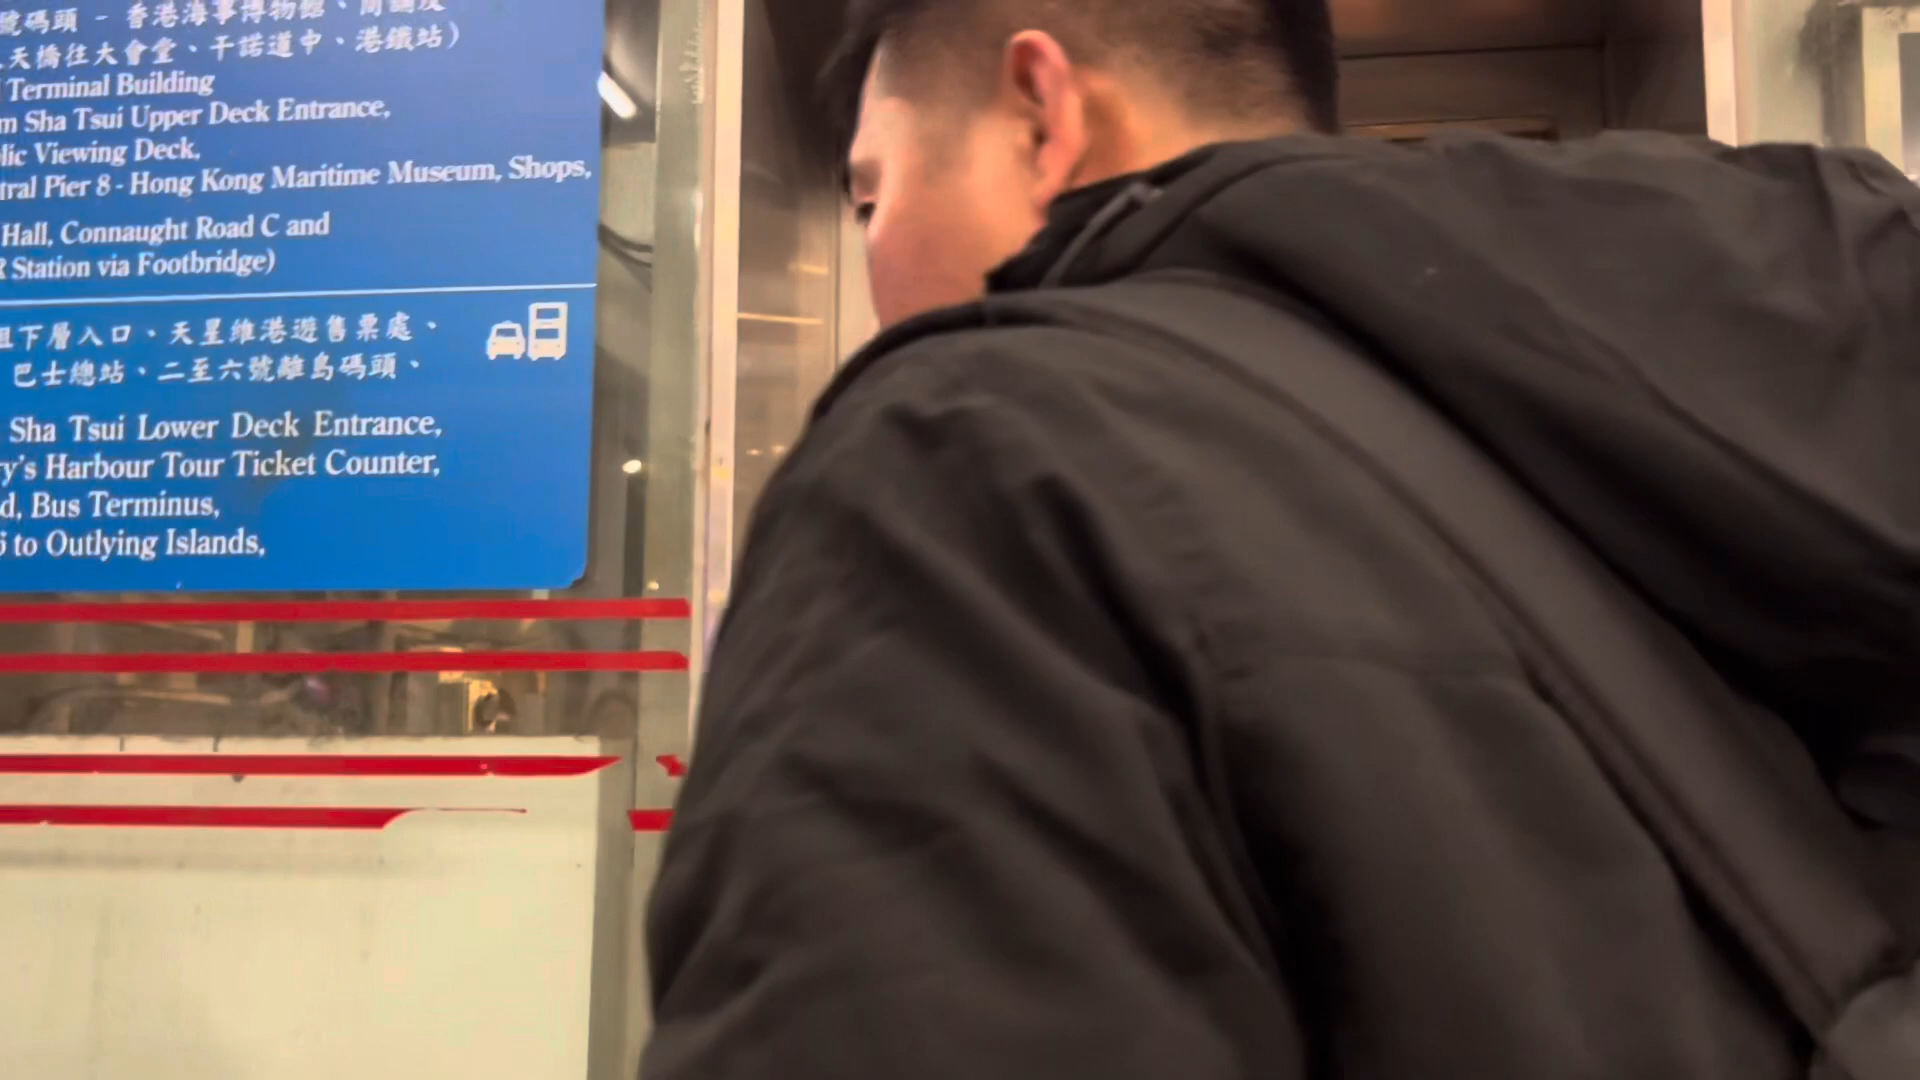 號碼頭 - 香港海事博物館、商舖及
天橋往大會堂、干諾道中、港鐵站）
Terminal Building
m Sha Tsui Upper Deck Entrance,
lic Viewing Deck,
tral Pier 8 - Hong Kong Maritime Museum, Shops,
Hall, Connaught Road C and
R Station via Footbridge)
咀下層入口、天星維港遊售票處、
巴士總站、二至六號離島碼頭、
Sha Tsui Lower Deck Entrance,
y's Harbour Tour Ticket Counter,
d, Bus Terminus,
6 to Outlying Islands,